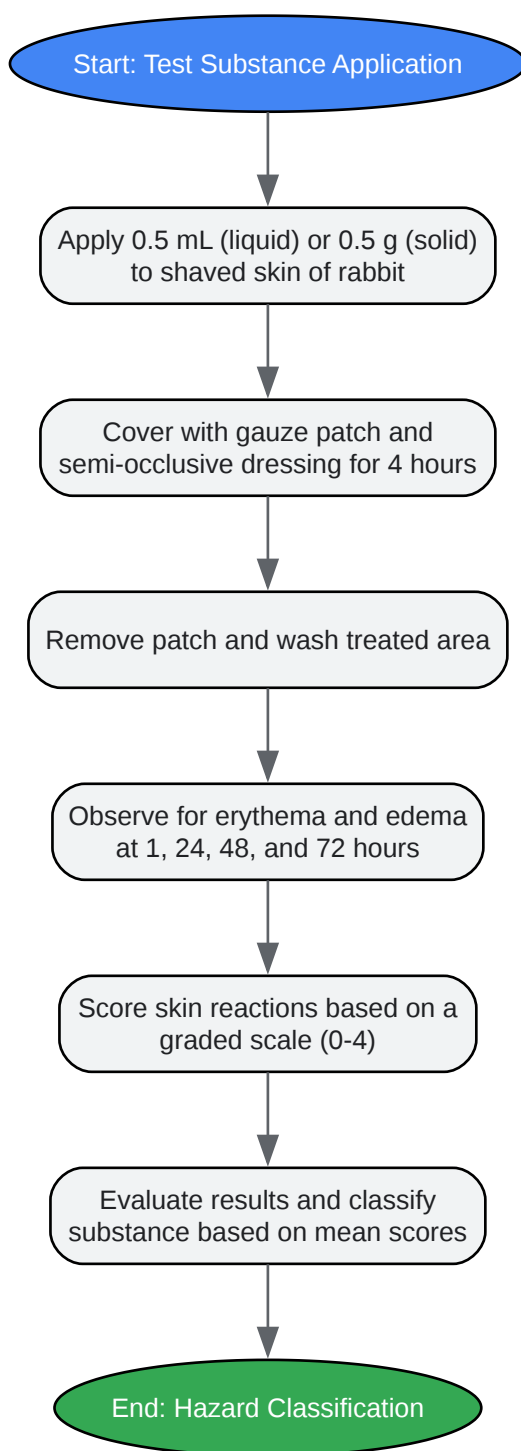 Start: Test Substance Application
Apply 0.5 mL (liquid) or 0.5 g (solid)
to shaved skin of rabbit
Cover with gauze patch and
semi-occlusive dressing for 4 hours
Remove patch and wash treated area
Observe for erythema and edema
at 1, 24, 48, and 72 hours
Score skin reactions based on a
graded scale (0-4)
Evaluate results and classify
substance based on mean scores
End: Hazard Classification